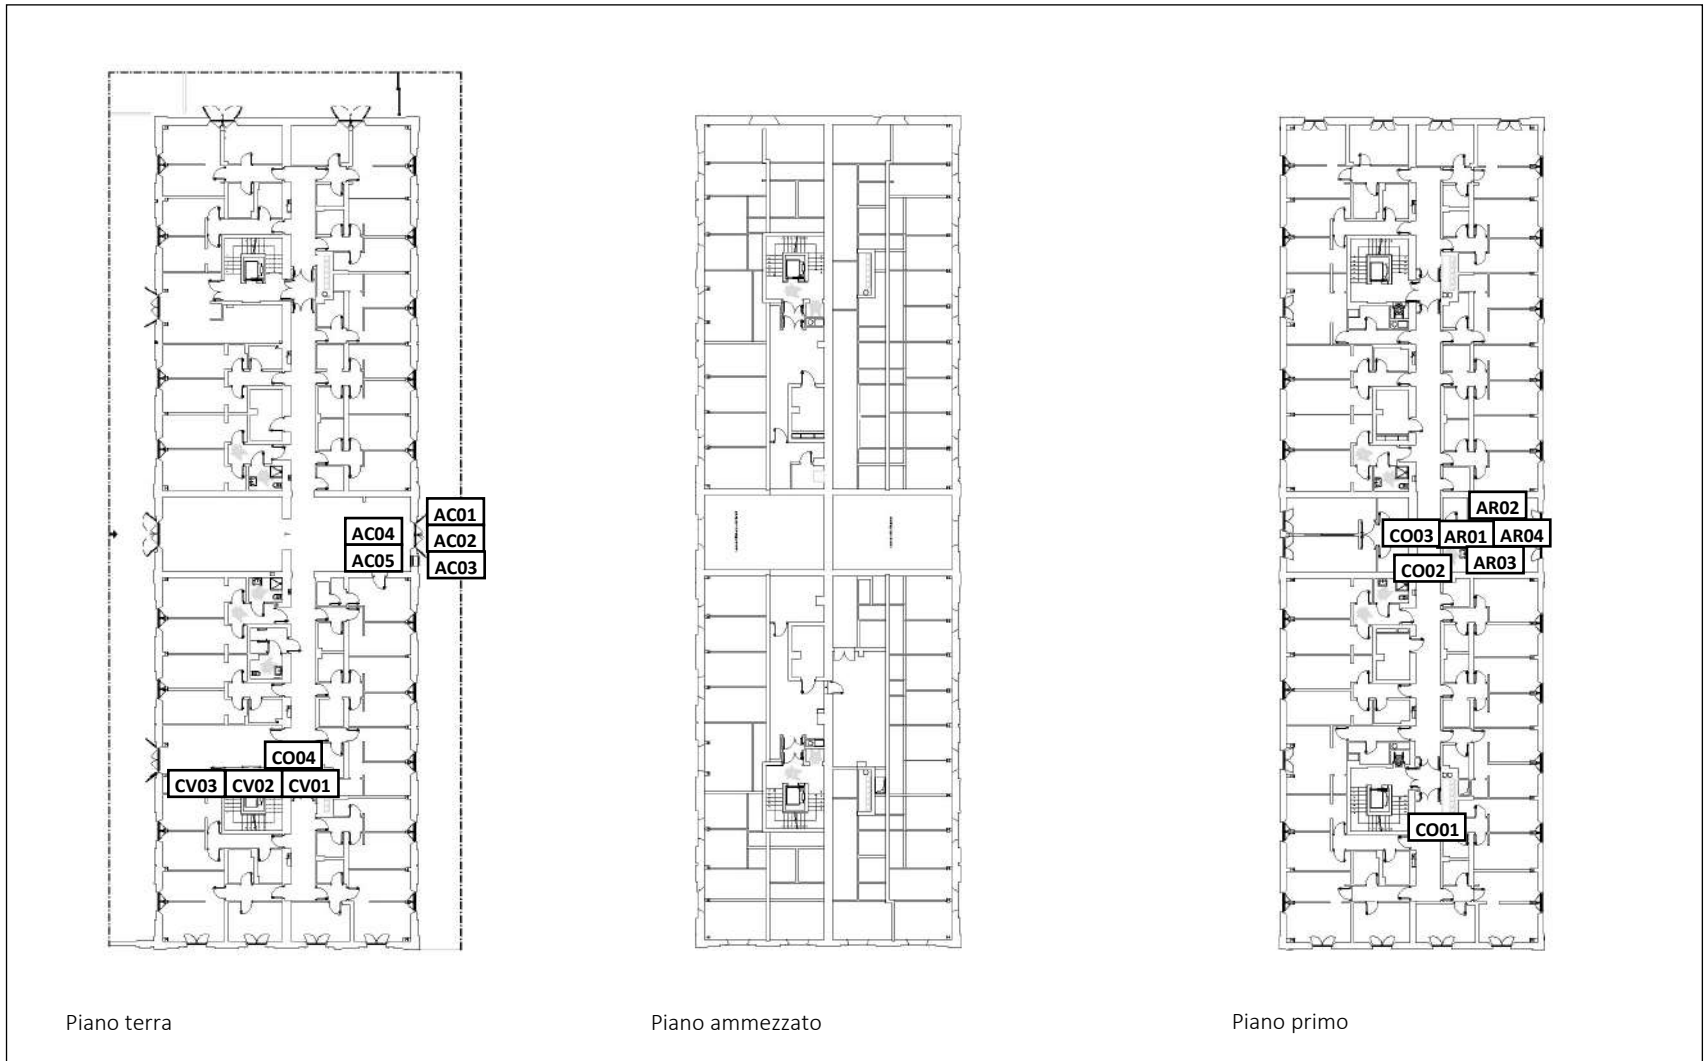 AC01
AC04
AC02
AC05
AC03
CO04
CV03
CV02
CV01
AR02
CO03
AR01
AR04
AR03
CO02
CO01
Piano terra
Piano ammezzato
Piano primo